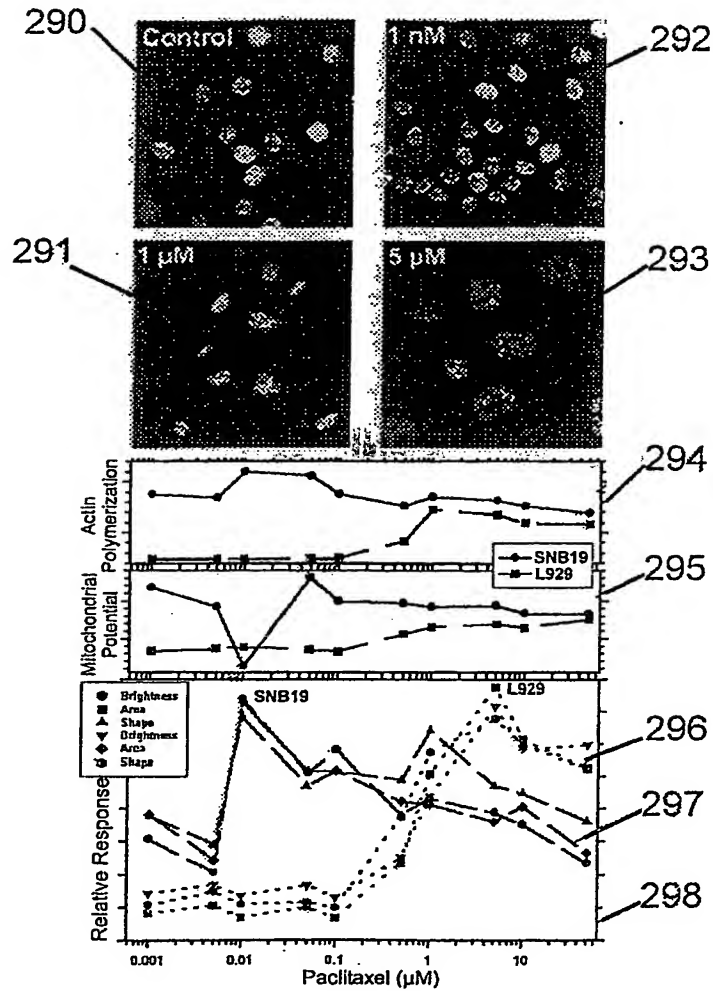 290
Control
1 nM
292
291
1 µM
5 µM
293
Actin
Polymerization
294
SNB19
L929
Mitochondrial
Potential
295
Brightness
Area
Shape
Brightness
Area
Shape
SNB19
L929
296
297
Relative Response
298
0.001
0.01
0.1
1
10
Paclitaxel (µM)